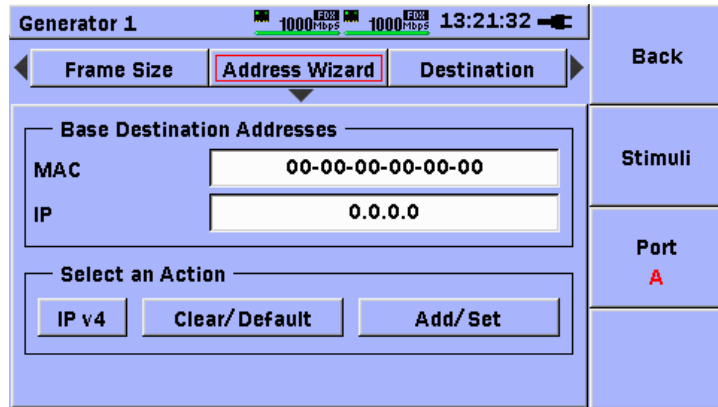 Generator 1 1000 FDX Mbps 1000 FDX Mbps 13:21:32
Frame Size Address Wizard Destination
Base Destination Addresses
MAC 00-00-00-00-00-00
IP 0.0.0.0
Select an Action
IP v4 Clear/Default Add/Set
Back
Stimuli
Port
A